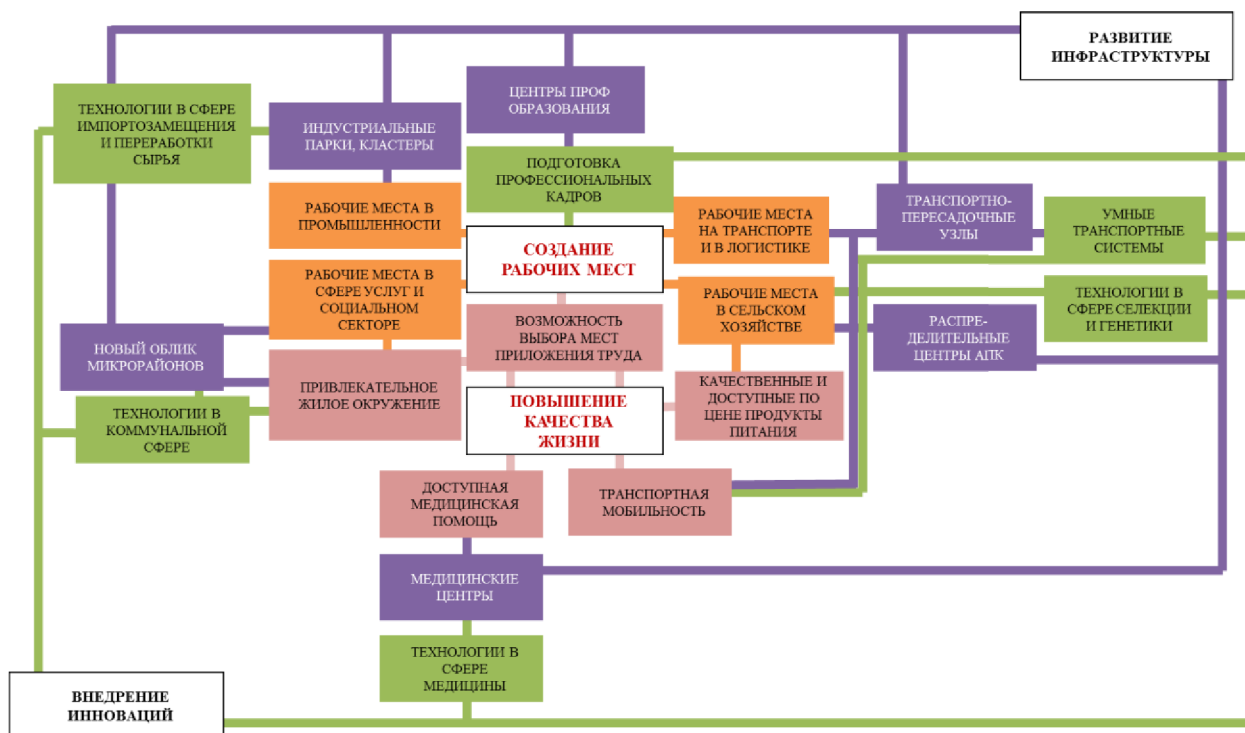 РАЗВИТИЕ
ИНФРАСТРУКТУРЫ
ТЕХНОЛОГИИ В СФЕРЕ
ИМПОРТОЗАМЕЩЕНИЯ
И ПЕРЕРАБОТКИ
СЫРЬЯ
ИНДУСТРИАЛЬНЫЕ
ПАРКИ, КЛАСТЕРЫ
ЦЕНТРЫ ПРОФ
ОБРАЗОВАНИЯ
ПОДГОТОВКА
ПРОФЕССИОНАЛЬНЫХ
КАДРОВ
РАБОЧИЕ МЕСТА В
ПРОМЫШЛЕННОСТИ
СОЗДАНИЕ
РАБОЧИХ МЕСТ
РАБОЧИЕ МЕСТА
НА ТРАНСПОРТЕ
И В ЛОГИСТИКЕ
ТРАНСПОРТНО-
ПЕРЕСАДОЧНЫЕ
УЗЛЫ
УМНЫЕ
ТРАНСПОРТНЫЕ
СИСТЕМЫ
РАБОЧИЕ МЕСТА В
СФЕРЕ УСЛУГ И
СОЦИАЛЬНОМ
СЕКТОРЕ
РАБОЧИЕ МЕСТА
В СЕЛЬСКОМ
ХОЗЯЙСТВЕ
ТЕХНОЛОГИИ В
СФЕРЕ СЕЛЕКЦИИ
И ГЕНЕТИКИ
НОВЫЙ ОБЛИК
МИКРОРАЙОНОВ
ВОЗМОЖНОСТЬ
ВЫБОРА МЕСТ
ПРИЛОЖЕНИЯ ТРУДА
РАСПРЕ-
ДЕЛИТЕЛЬНЫЕ
ЦЕНТРЫ АПК
ПРИВЛЕКАТЕЛЬНОЕ
ЖИЛОЕ ОКРУЖЕНИЕ
ПОВЫШЕНИЕ
КАЧЕСТВА
ЖИЗНИ
КАЧЕСТВЕННЫЕ И
ДОСТУПНЫЕ ПО
ЦЕНЕ ПРОДУКТЫ
ПИТАНИЯ
ТЕХНОЛОГИИ В
КОММУНАЛЬНОЙ
СФЕРЕ
ДОСТУПНАЯ
МЕДИЦИНСКАЯ
ПОМОЩЬ
ТРАНСПОРТНАЯ
МОБИЛЬНОСТЬ
МЕДИЦИНСКИЕ
ЦЕНТРЫ
ТЕХНОЛОГИИ В
СФЕРЕ
МЕДИЦИНЫ
ВНЕДРЕНИЕ
ИННОВАЦИЙ